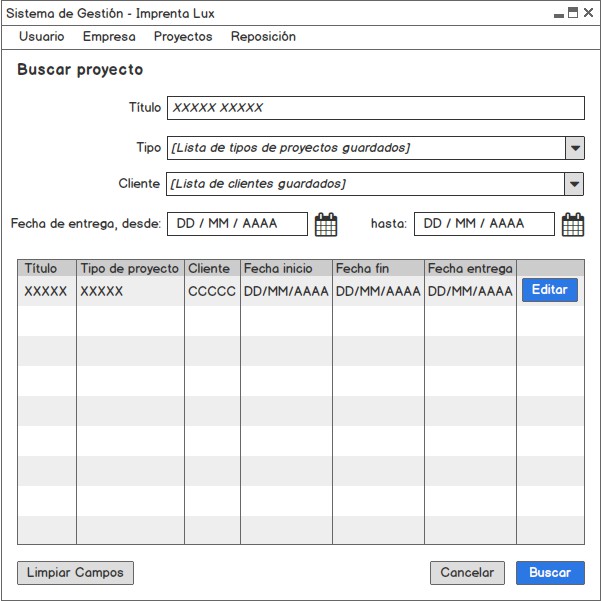 Sistema de Gestión - Imprenta Lux
Usuario Empresa Proyectos Reposición
Buscar proyecto
Título XXXXX XXXXX
Tipo [Lista de tipos de proyectos guardados]
Cliente [Lista de clientes guardados]
Fecha de entrega, desde: DD / MM / AAAA hasta: DD / MM / AAAA
Título Tipo de proyecto Cliente Fecha inicio Fecha fin Fecha entrega
XXXXX XXXXX CCCCC DD/MM/AAAA DD/MM/AAAA DD/MM/AAAA Editar
Limpiar Campos Cancelar Buscar